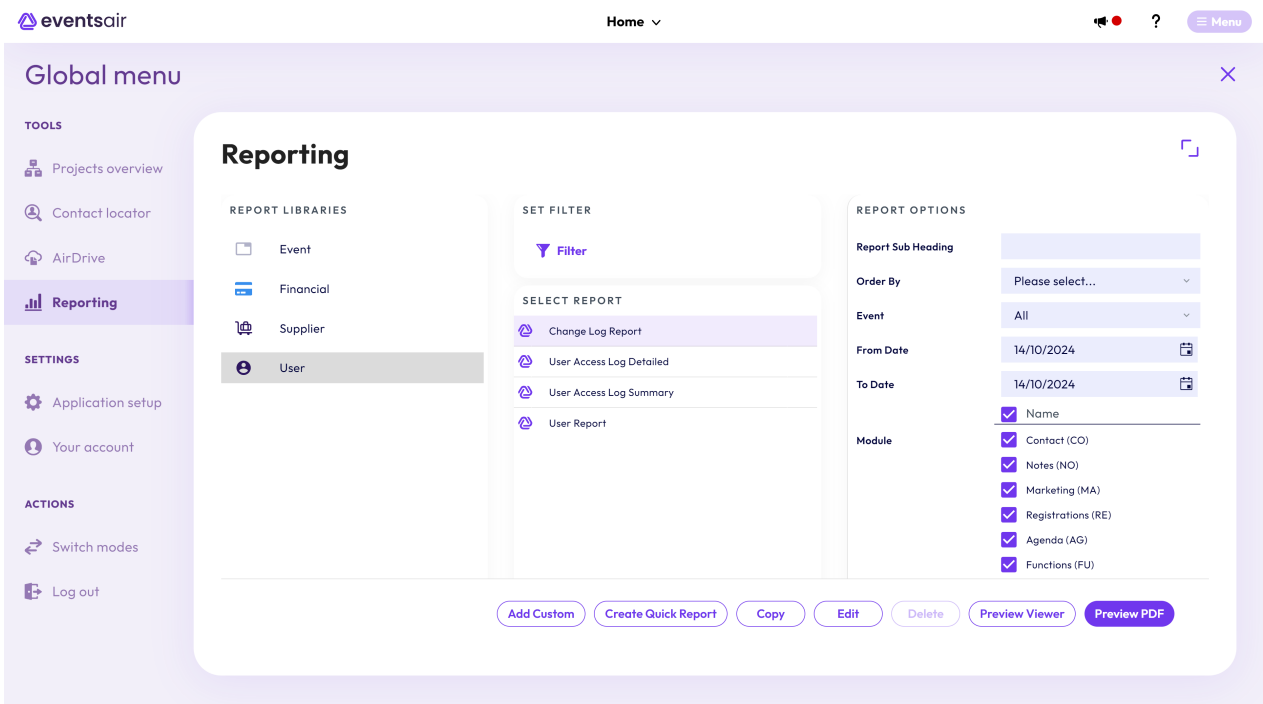 eventsair
Home
?
Menu
Global menu
TOOLS
Projects overview
Contact locator
AirDrive
Reporting
SETTINGS
Application setup
Your account
ACTIONS
Switch modes
Log out
Reporting
REPORT LIBRARIES
Event
Financial
Supplier
User
SET FILTER
Filter
SELECT REPORT
Change Log Report
User Access Log Detailed
User Access Log Summary
User Report
REPORT OPTIONS
Report Sub Heading
Order By Please select...
Event All
From Date 14/10/2024
To Date 14/10/2024
Name
Module Contact (CO)
Notes (NO)
Marketing (MA)
Registrations (RE)
Agenda (AG)
Functions (FU)
Add Custom Create Quick Report Copy Edit Delete Preview Viewer Preview PDF